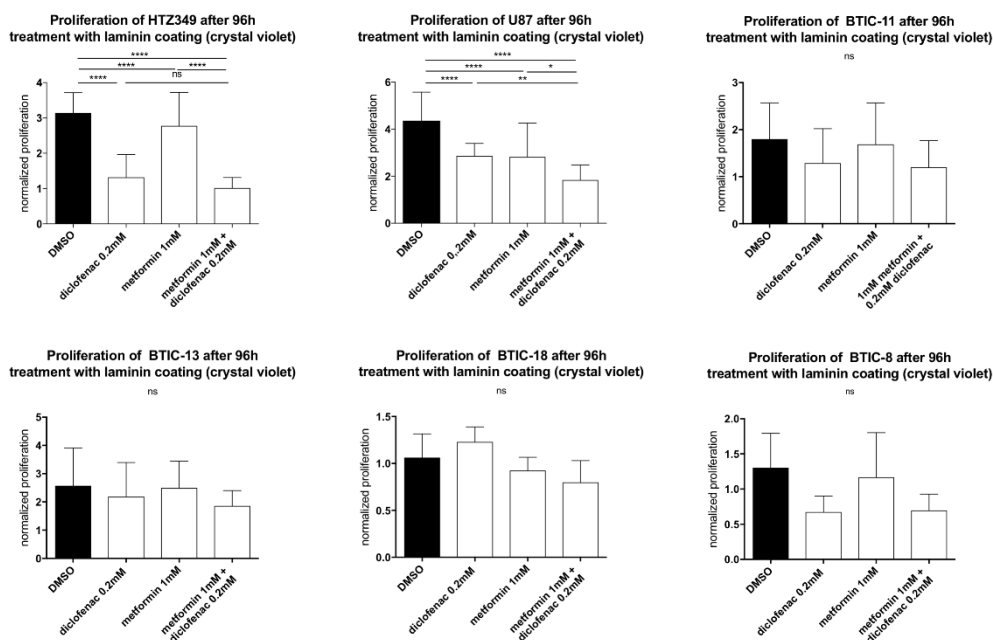 Proliferation of HTZ349 after 96h
treatment with laminin coating (crystal violet)
****
****
****
****
ns
normalized proliferation
4
3
2
1
0
DMSO
diclofenac 0.2mM
metformin 1mM
metformin 1mM +
diclofenac 0.2mM
Proliferation of U87 after 96h
treatment with laminin coating (crystal violet)
****
****
*
****
**
normalized proliferation
6
4
2
0
DMSO
diclofenac 0,.2mM
metformin 1mM
metformin 1mM +
diclofenac 0.2mM
Proliferation of BTIC-11 after 96h
treatment with laminin coating (crystal violet)
ns
normalized proliferation
3
2
1
0
DMSO
diclofenac 0.2mM
metformin 1mM
1mM metformin +
0.2mM diclofenac
Proliferation of BTIC-13 after 96h
treatment with laminin coating (crystal violet)
ns
normalized proliferation
5
4
3
2
1
0
DMSO
diclofenac 0.2mM
metformin 1mM
metformin 1mM +
diclofenac 0.2mM
Proliferation of BTIC-18 after 96h
treatment with laminin coating (crystal violet)
ns
normalized proliferation
1.5
1.0
0.5
0.0
DMSO
diclofenac 0.2mM
metformin 1mM
metformin 1mM +
diclofenac 0.2mM
Proliferation of BTIC-8 after 96h
treatment with laminin coating (crystal violet)
ns
normalized proliferation
2.0
1.5
1.0
0.5
0.0
DMSO
diclofenac 0.2mM
metformin 1mM
metformin 1mM +
diclofenac 0.2mM